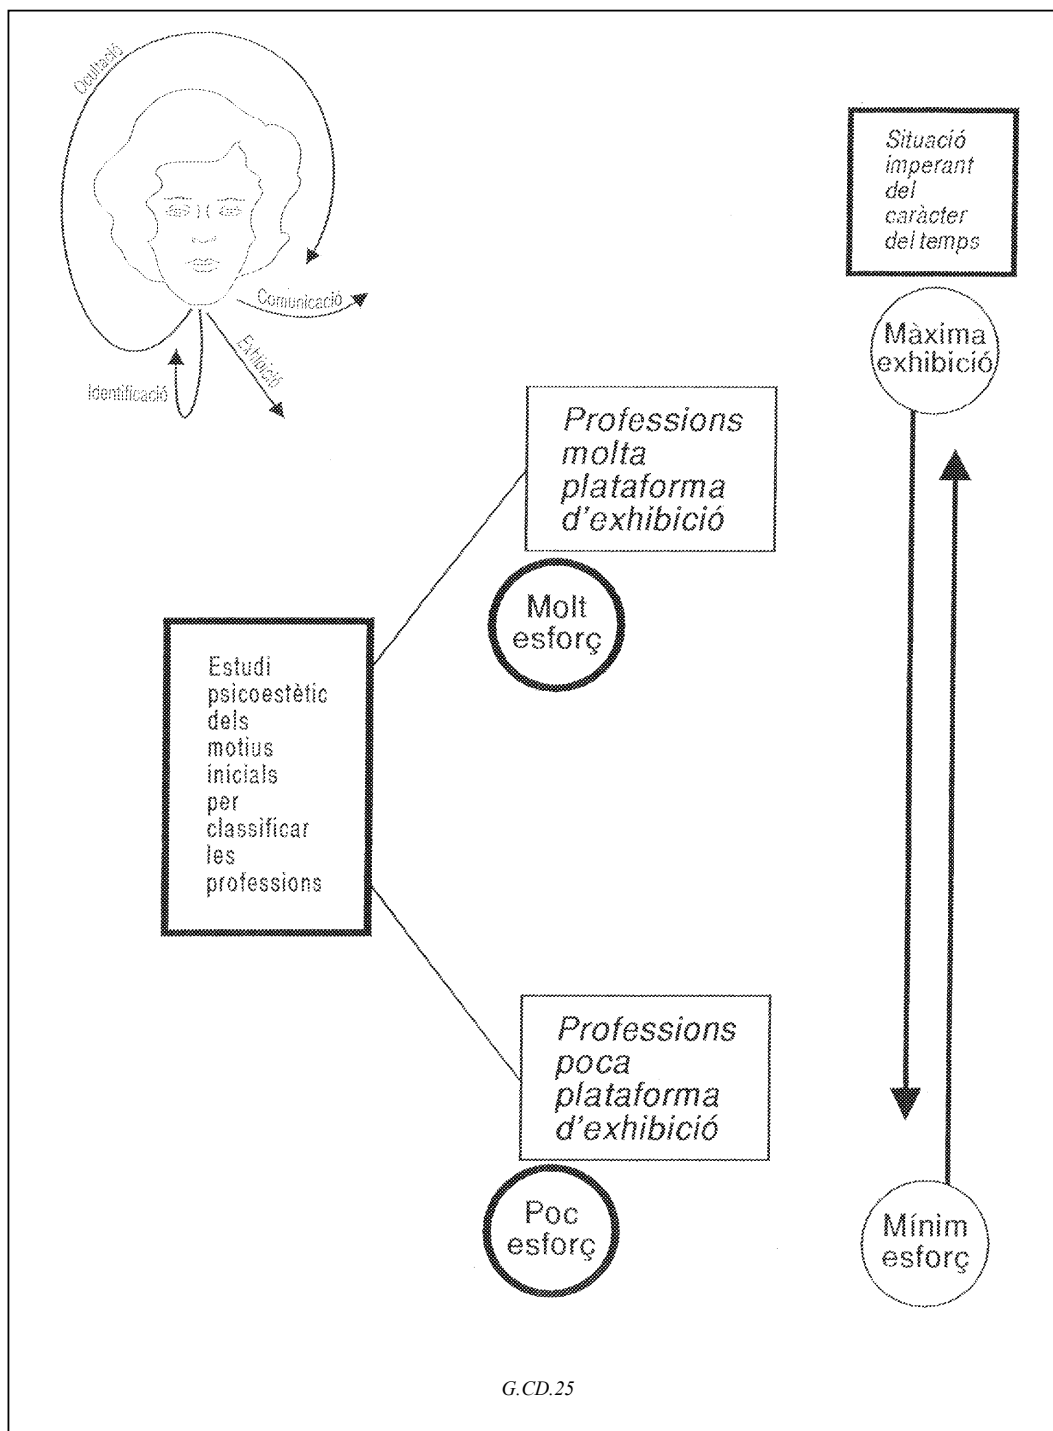 Ocultació
Comunicació
Exhibició
Identificació
Situació
imperant
del
caràcter
del temps
Màxima
exhibició
Professions
molta
plataforma
d'exhibició
Molt
esforç
Estudi
psicoestètic
dels
motius
inicials
per
classificar
les
professions
Professions
poca
plataforma
d'exhibició
Poc
esforç
Mínim
esforç
G.CD.25